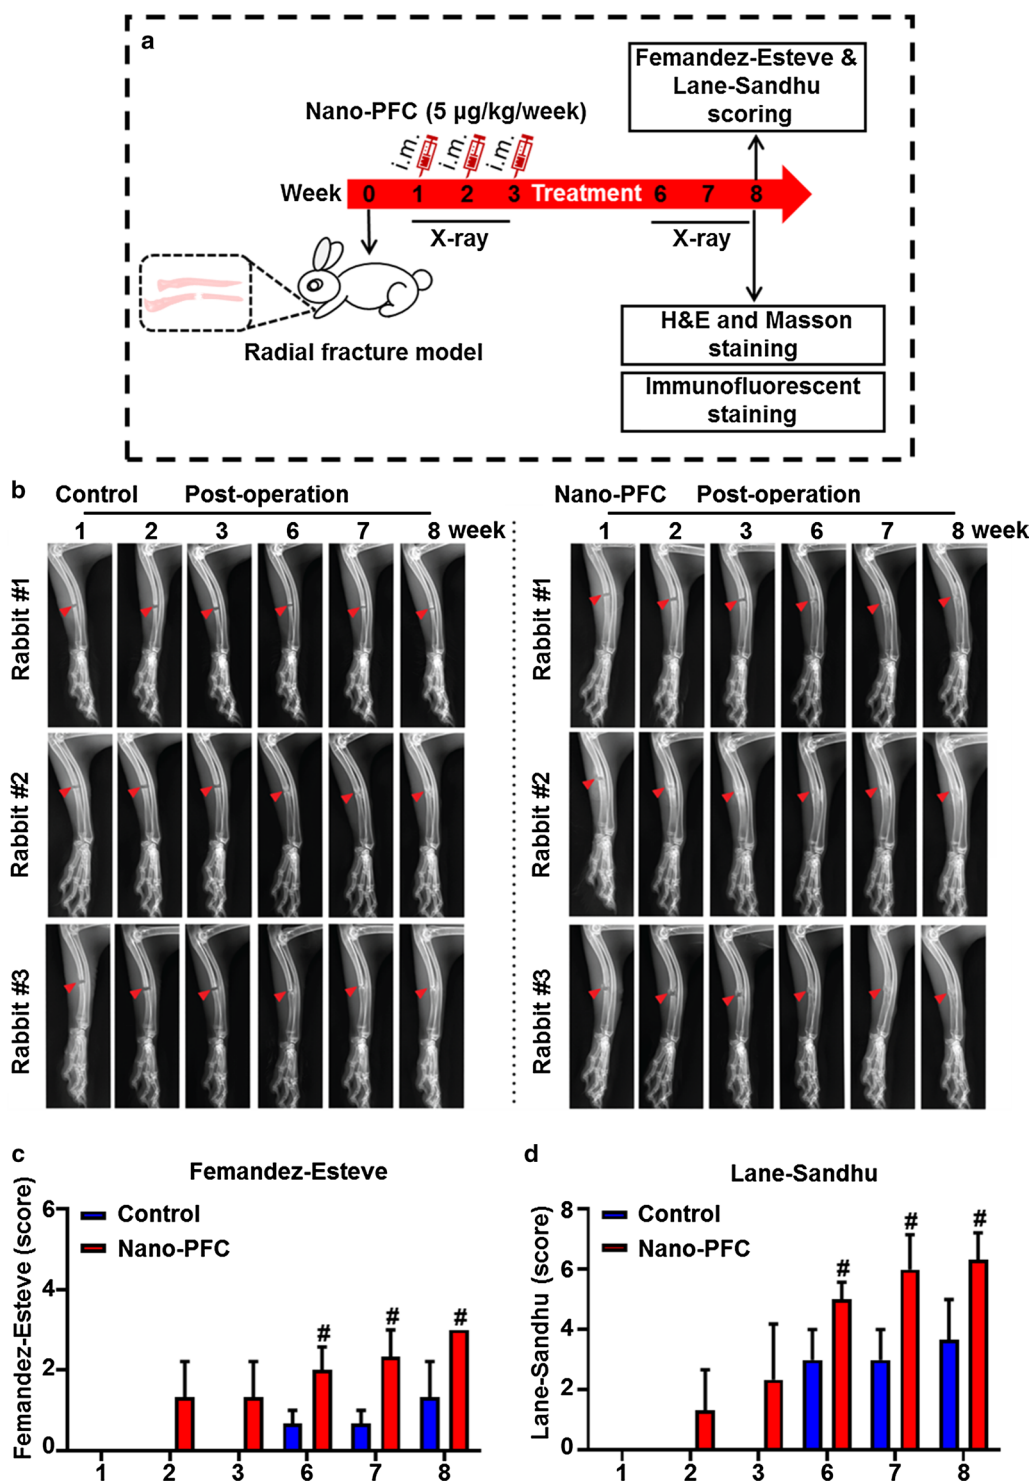 a
Femandez-Esteve &
Lane-Sandhu
scoring
Nano-PFC (5 µg/kg/week)
i.m. i.m. i.m.
Week 0 1 2 3 Treatment 6 7 8
X-ray X-ray
Radial fracture model
H&E and Masson
staining
Immunofluorescent
staining
b
Control Post-operation
1 2 3 6 7 8 week
Rabbit #1
Rabbit #2
Rabbit #3
Nano-PFC Post-operation
1 2 3 6 7 8 week
Rabbit #1
Rabbit #2
Rabbit #3
c
Femandez-Esteve
Femandez-Esteve (score)
6
4
2
0
Control
Nano-PFC
# # #
1 2 3 6 7 8
d
Lane-Sandhu
Lane-Sandhu (score)
8
6
4
2
0
Control
Nano-PFC
# # #
1 2 3 6 7 8